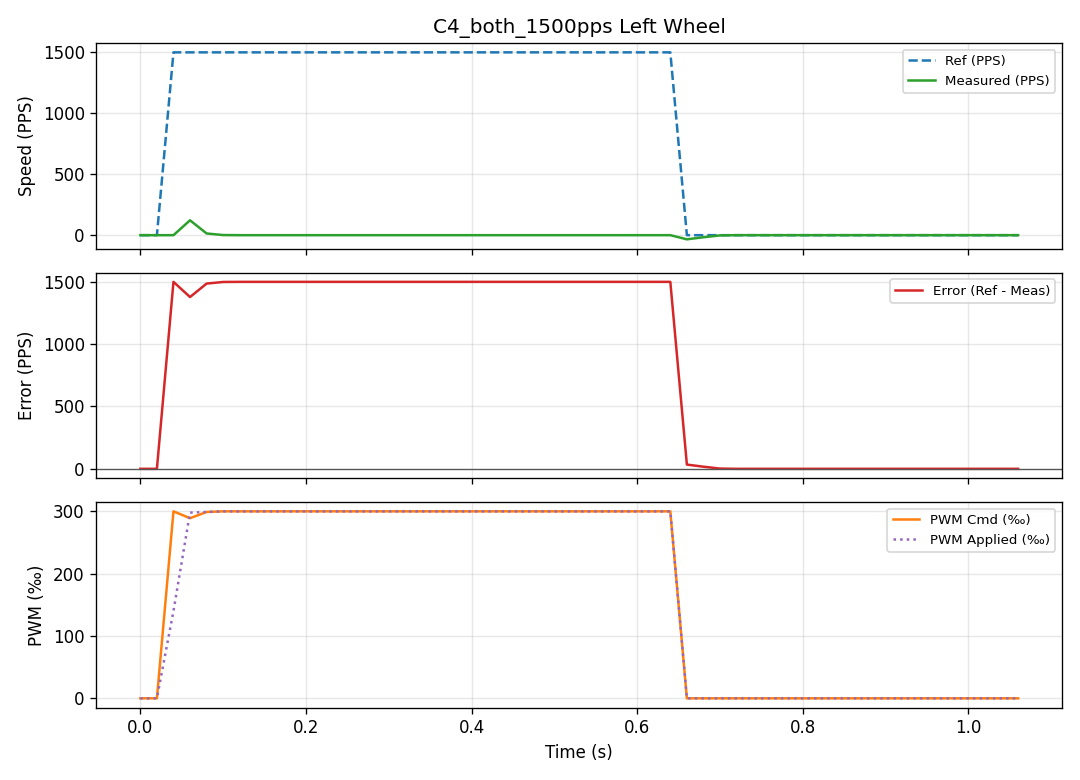 C4_both_1500pps Left Wheel
Speed (PPS)
1500
1000
500
0
Ref (PPS)
Measured (PPS)
Error (PPS)
1500
1000
500
0
Error (Ref - Meas)
PWM (‰)
300
200
100
0
PWM Cmd (‰)
PWM Applied (‰)
0.0 0.2 0.4 0.6 0.8 1.0
Time (s)